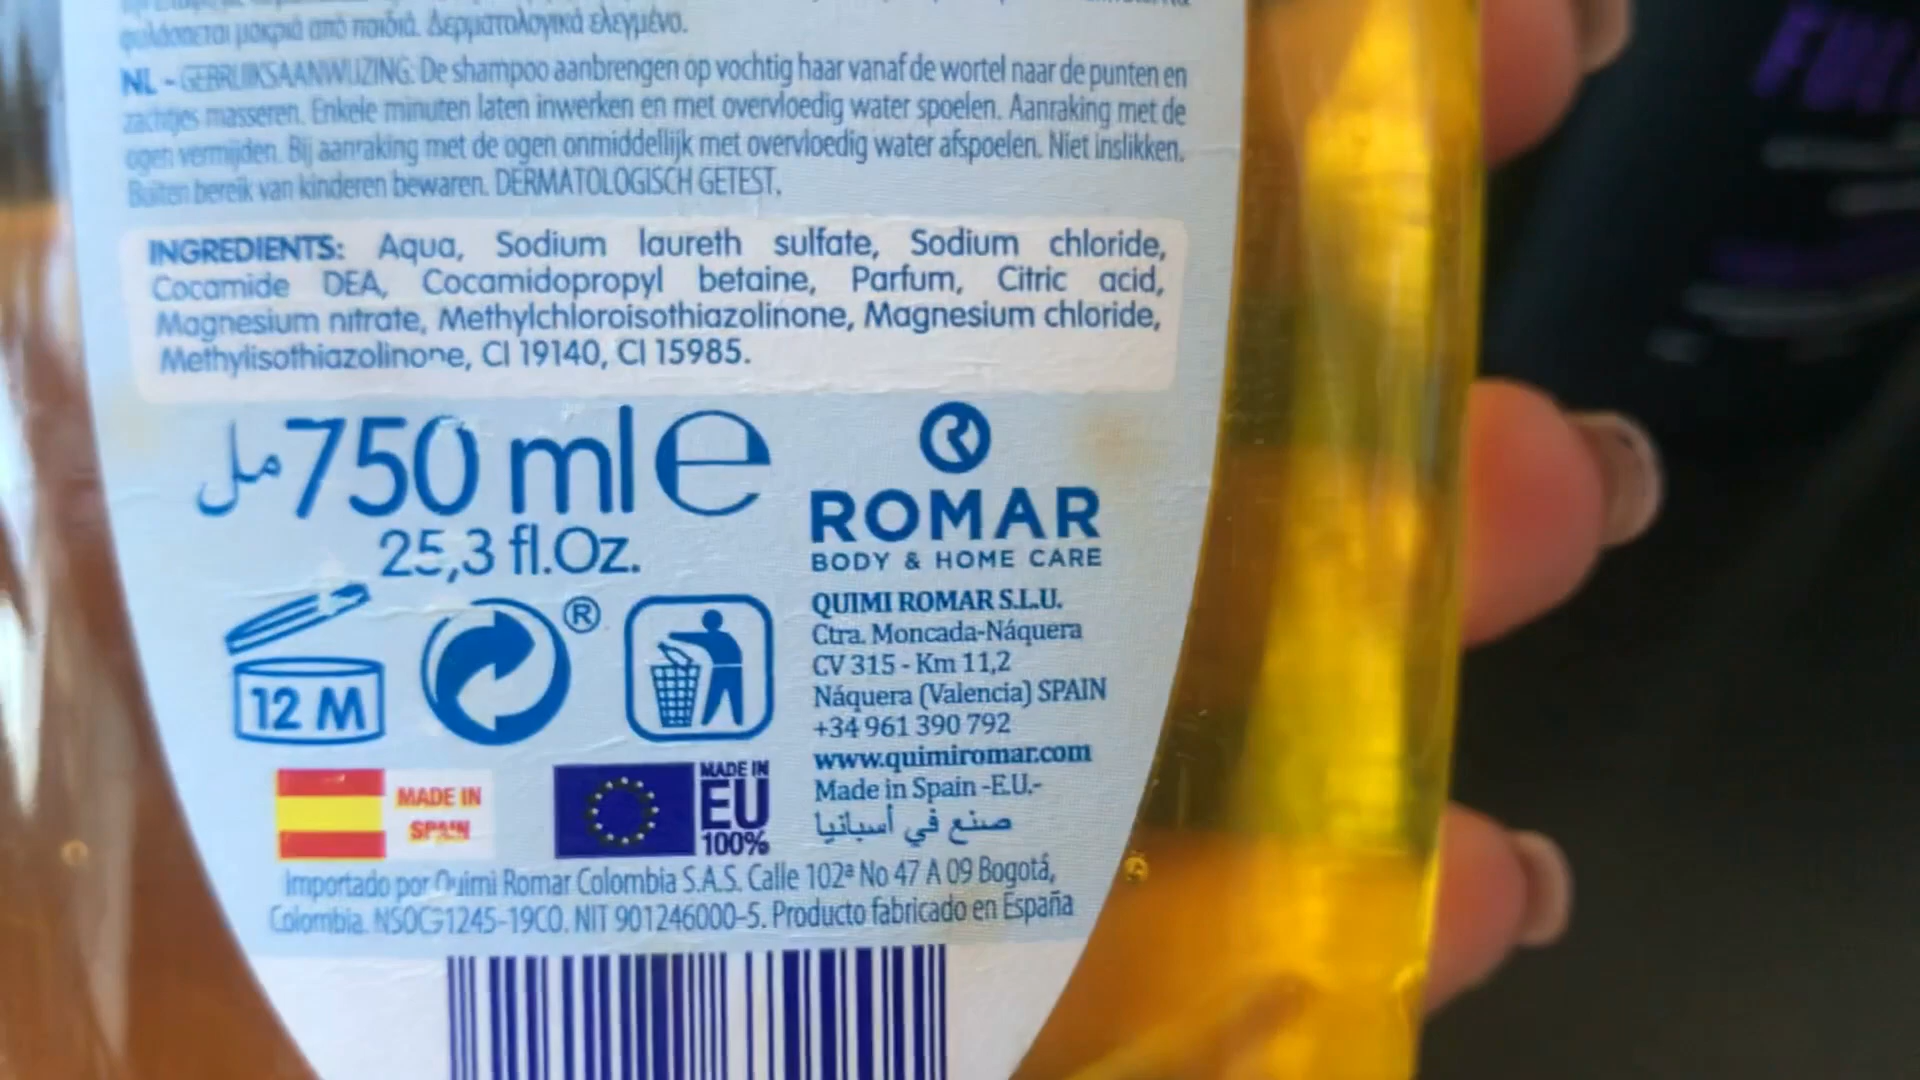 φυλάσσεται μακριά από παιδιά. Δερματολογικά ελεγμένο.
NL - GEBRUIKSAANWIJZING: De shampoo aanbrengen op vochtig haar vanaf de wortel naar de punten en
zachtjes masseren. Enkele minuten laten inwerken en met overvloedig water spoelen. Aanraking met de
ogen vermijden. Bij aanraking met de ogen onmiddellijk met overvloedig water afspoelen. Niet inslikken.
Buiten bereik van kinderen bewaren. DERMATOLOGISCH GETEST.
INGREDIENTS: Aqua, Sodium laureth sulfate, Sodium chloride,
Cocamide DEA, Cocamidopropyl betaine, Parfum, Citric acid,
Magnesium nitrate, Methylchloroisothiazolinone, Magnesium chloride,
Methylisothiazolinone, CI 19140, CI 15985.
مل 750 ml e
25,3 fl.Oz.
ROMAR
BODY & HOME CARE
QUIMI ROMAR S.L.U.
Ctra. Moncada-Náquera
CV 315 - Km 11,2
Náquera (Valencia) SPAIN
+34 961 390 792
www.quimiromar.com
Made in Spain -E.U.-
صنع في أسبانيا
®
12 M
MADE IN
SPAIN
MADE IN
EU
100%
Importado por Quimi Romar Colombia S.A.S. Calle 102ª No 47 A 09 Bogotá,
Colombia. NSOC31245-19CO. NIT 901246000-5. Producto fabricado en España